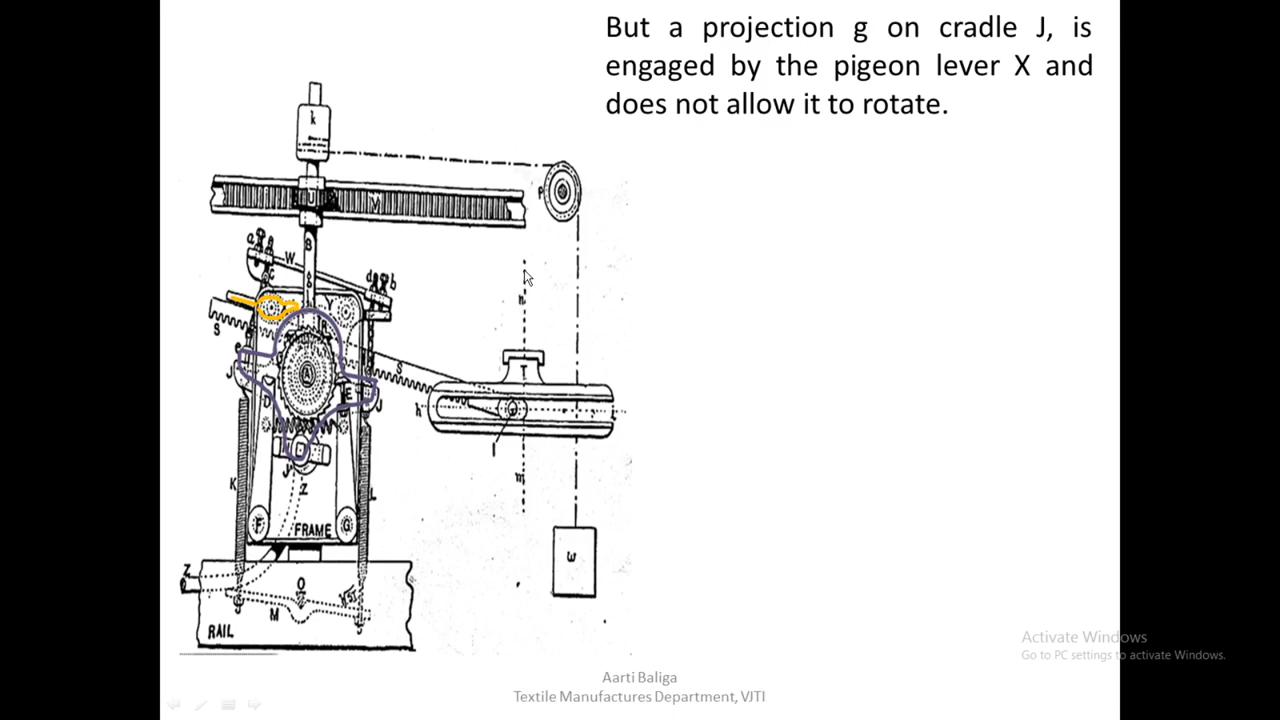 But a projection g on cradle J, is
engaged by the pigeon lever X and
does not allow it to rotate.
k
P
U
M
B
a
W
c
d
b
n
S
S
T
A
J
D
E
J
h
l
J
m
K
Z
L
F
FRAME
G
w
Z
O
M
RAIL
Aarti Baliga
Textile Manufactures Department, VJTI
Activate Windows
Go to PC settings to activate Windows.